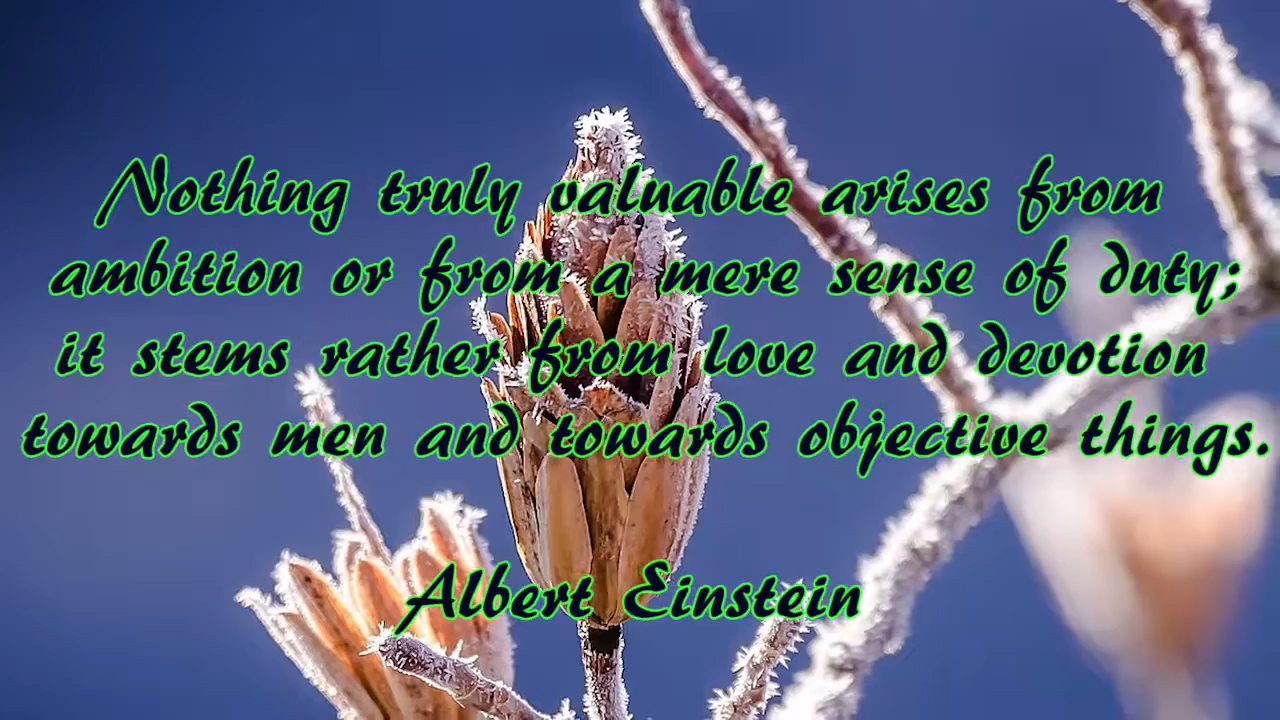 Nothing truly valuable arises from
ambition or from a mere sense of duty;
it stems rather from love and devotion
towards men and towards objective things.
Albert Einstein